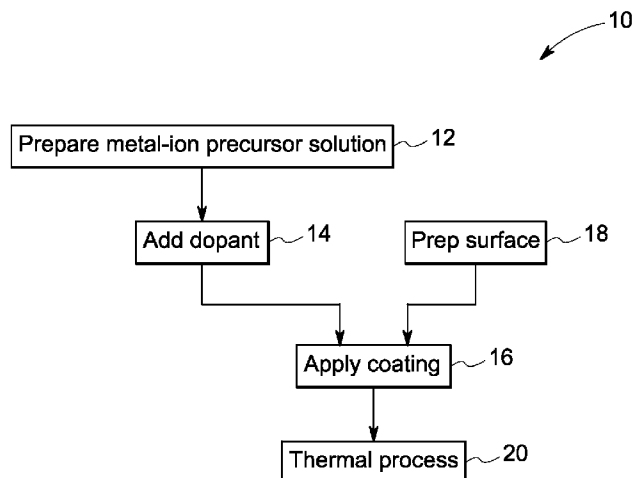 10
Prepare metal-ion precursor solution 12
Add dopant 14
Prep surface 18
Apply coating 16
Thermal process 20